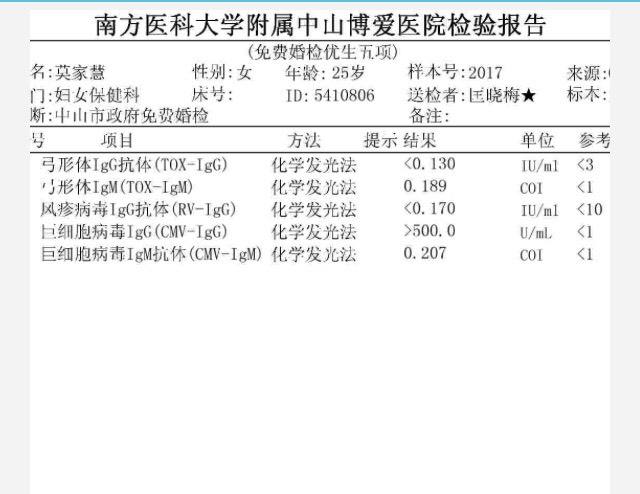 南方医科大学附属中山博爱医院检验报告
(免费婚检优生五项)
名:莫家慧 性别:女 年龄:25岁 样本号:2017 来源:
门:妇女保健科 床号: ID:5410806 送检者:匡晓梅★ 标本:
断:中山市政府免费婚检 备注:
号 项目 方法 提示 结果 单位 参考
弓形体IgG抗体(TOX-IgG) 化学发光法 <0.130 IU/ml <3
弓形体IgM(TOX-IgM) 化学发光法 0.189 COI <1
风疹病毒IgG抗体(RV-IgG) 化学发光法 <0.170 IU/ml <10
巨细胞病毒IgG(CMV-IgG) 化学发光法 >500.0 U/mL <1
巨细胞病毒IgM抗体(CMV-IgM) 化学发光法 0.207 COI <1